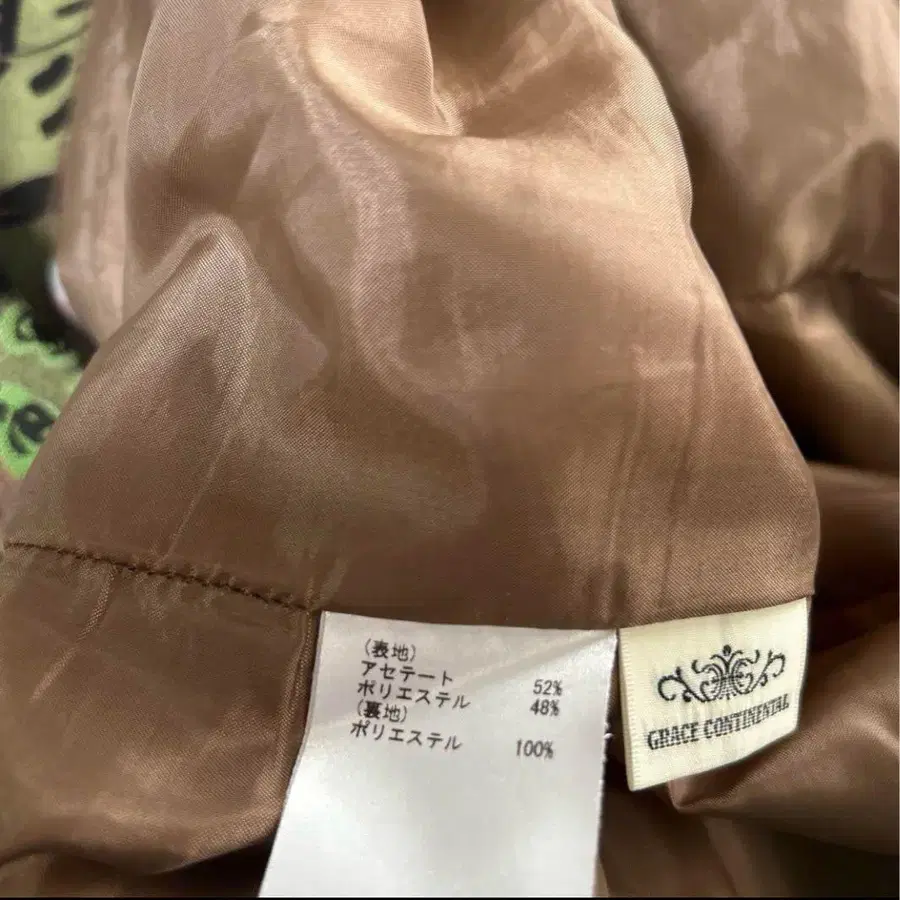 (表地)
アセテート 52%
ポリエステル 48%
(裏地)
ポリエステル 100%
GRACE CONTINENTAL